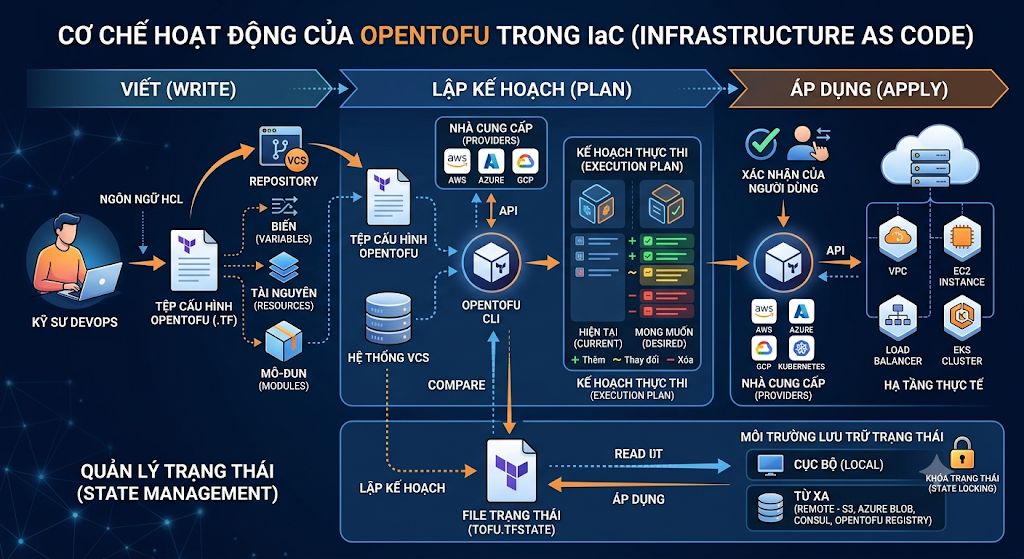 CƠ CHẾ HOẠT ĐỘNG CỦA OPENTOFU TRONG IaC (INFRASTRUCTURE AS CODE)
VIẾT (WRITE)
LẬP KẾ HOẠCH (PLAN)
ÁP DỤNG (APPLY)
NGÔN NGỮ HCL
KỸ SƯ DEVOPS
TỆP CẤU HÌNH
OPENTOFU (.TF)
VCS
REPOSITORY
BIẾN
(VARIABLES)
TÀI NGUYÊN
(RESOURCES)
MÔ-ĐUN
(MODULES)
TỆP CẤU HÌNH
OPENTOFU
HỆ THỐNG VCS
NHÀ CUNG CẤP
(PROVIDERS)
aws
AWS
AZURE
GCP
API
OPENTOFU
CLI
COMPARE
KẾ HOẠCH THỰC THI
(EXECUTION PLAN)
+
+
~
−
−
HIỆN TẠI
(CURRENT)
MONG MUỐN
(DESIRED)
+ Thêm
~ Thay đổi
− Xóa
KẾ HOẠCH THỰC THI
(EXECUTION PLAN)
XÁC NHẬN CỦA
NGƯỜI DÙNG
API
aws
AWS
AZURE
GCP
KUBERNETES
NHÀ CUNG CẤP
(PROVIDERS)
VPC
EC2
INSTANCE
LOAD
BALANCER
EKS
CLUSTER
HẠ TẦNG THỰC TẾ
QUẢN LÝ TRẠNG THÁI
(STATE MANAGEMENT)
LẬP KẾ HOẠCH
FILE TRẠNG THÁI
(TOFU.TFSTATE)
READ
ÁP DỤNG
MÔI TRƯỜNG LƯU TRỮ TRẠNG THÁI
CỤC BỘ (LOCAL)
TỪ XA
(REMOTE - S3, AZURE BLOB,
CONSUL, OPENTOFU REGISTRY)
KHÓA TRẠNG THÁI
(STATE LOCKING)